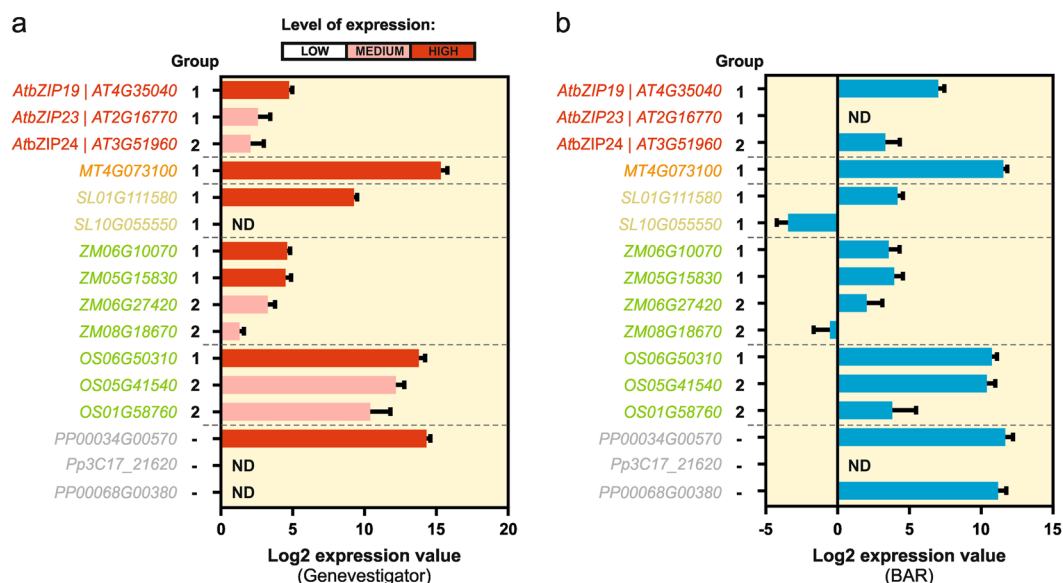 a
Level of expression:
LOW MEDIUM HIGH
Group
AtbZIP19 | AT4G35040 1
AtbZIP23 | AT2G16770 1
AtbZIP24 | AT3G51960 2
MT4G073100 1
SL01G111580 1
SL10G055550 1 ND
ZM06G10070 1
ZM05G15830 1
ZM06G27420 2
ZM08G18670 2
OS06G50310 1
OS05G41540 2
OS01G58760 2
PP00034G00570 -
Pp3C17_21620 - ND
PP00068G00380 - ND
0 5 10 15 20
Log2 expression value
(Genevestigator)
b
Group
AtbZIP19 | AT4G35040 1
AtbZIP23 | AT2G16770 1 ND
AtbZIP24 | AT3G51960 2
MT4G073100 1
SL01G111580 1
SL10G055550 1
ZM06G10070 1
ZM05G15830 1
ZM06G27420 2
ZM08G18670 2
OS06G50310 1
OS05G41540 2
OS01G58760 2
PP00034G00570 -
Pp3C17_21620 - ND
PP00068G00380 -
-5 0 5 10 15
Log2 expression value
(BAR)